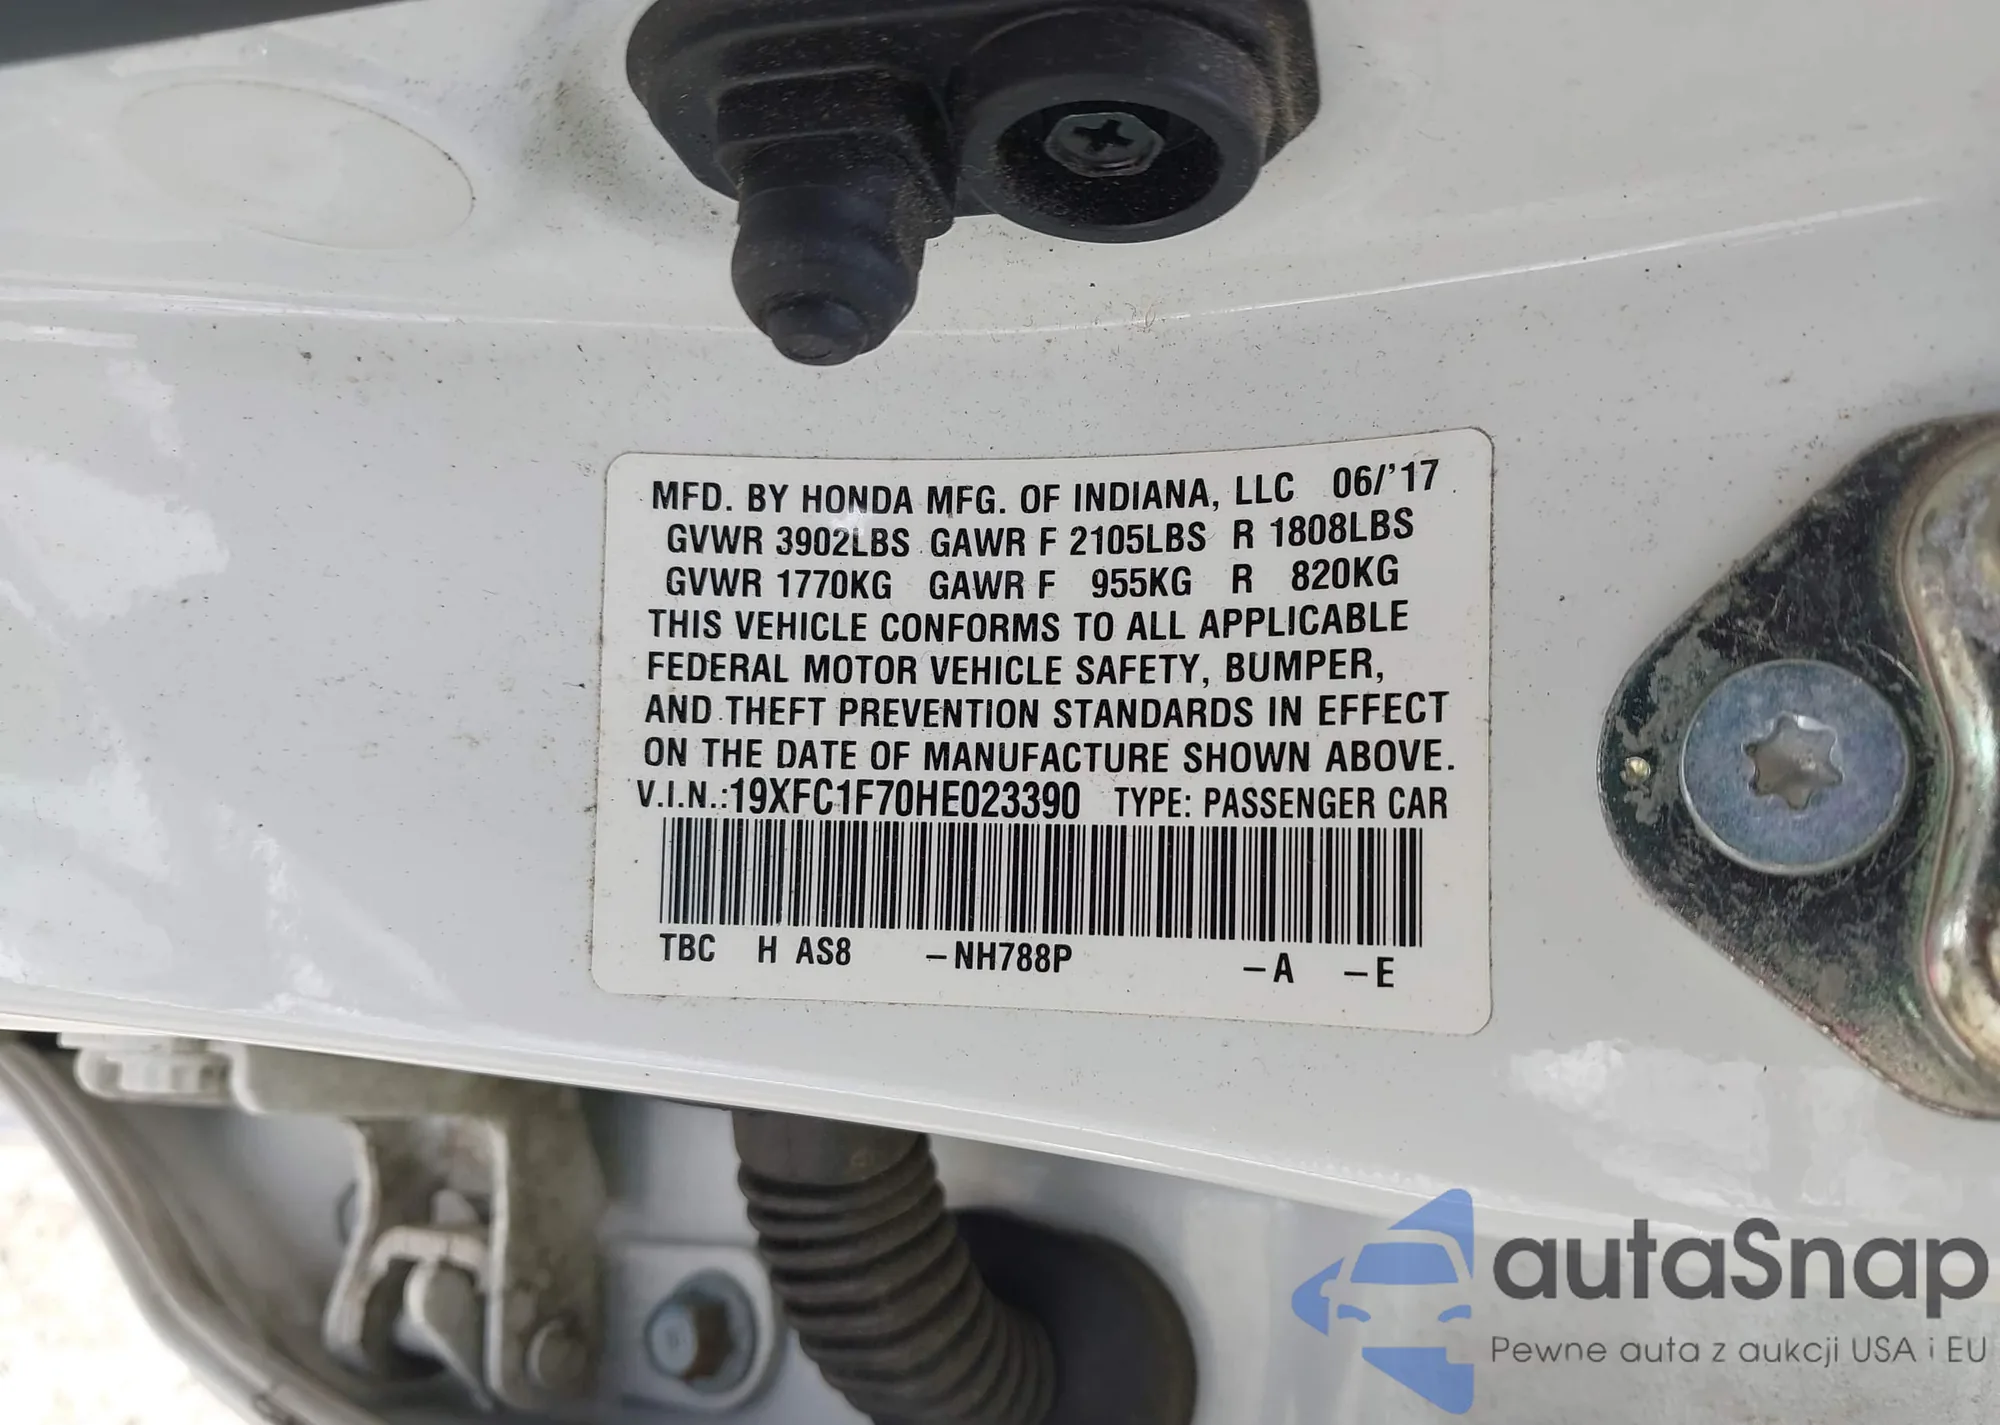 MFD. BY HONDA MFG. OF INDIANA, LLC 06/'17
GVWR 3902LBS GAWR F 2105LBS R 1808LBS
GVWR 1770KG GAWR F 955KG R 820KG
THIS VEHICLE CONFORMS TO ALL APPLICABLE
FEDERAL MOTOR VEHICLE SAFETY, BUMPER,
AND THEFT PREVENTION STANDARDS IN EFFECT
ON THE DATE OF MANUFACTURE SHOWN ABOVE.
V.I.N.:19XFC1F70HE023390 TYPE: PASSENGER CAR
TBC H AS8 –NH788P –A –E
autaSnap
Pewne auta z aukcji USA i EU